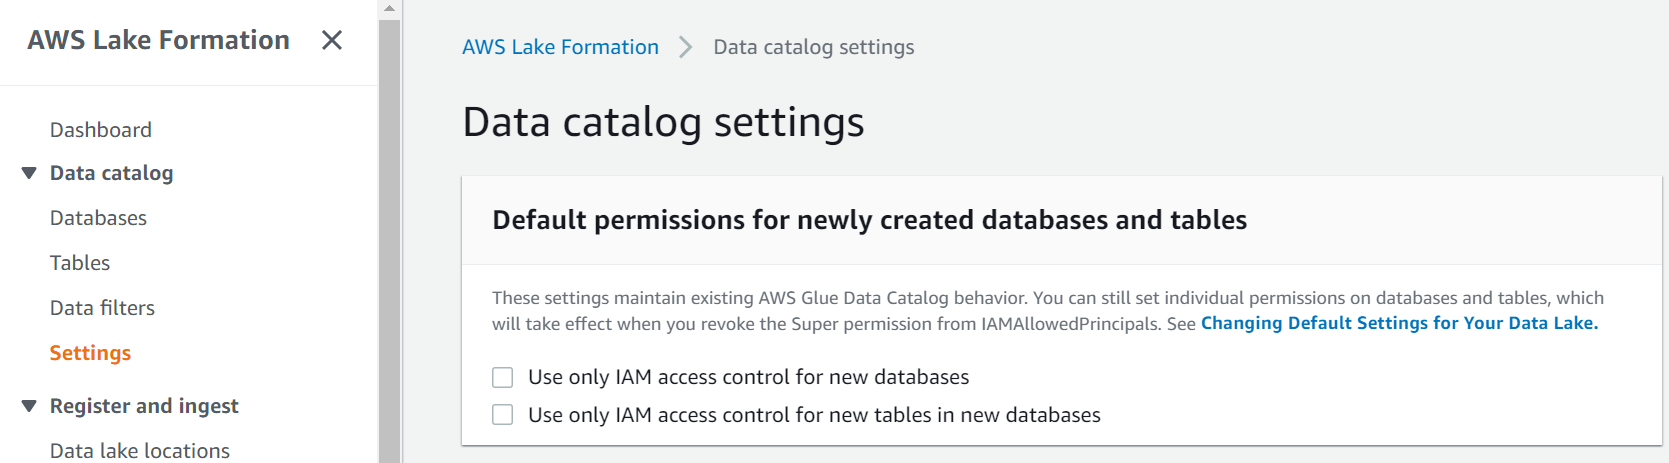 AWS Lake Formation
Dashboard
Data catalog
Databases
Tables
Data filters
Settings
Register and ingest
Data lake locations
AWS Lake Formation > Data catalog settings
Data catalog settings
Default permissions for newly created databases and tables
These settings maintain existing AWS Glue Data Catalog behavior. You can still set individual permissions on databases and tables, which
will take effect when you revoke the Super permission from IAMAllowedPrincipals. See Changing Default Settings for Your Data Lake.
Use only IAM access control for new databases
Use only IAM access control for new tables in new databases